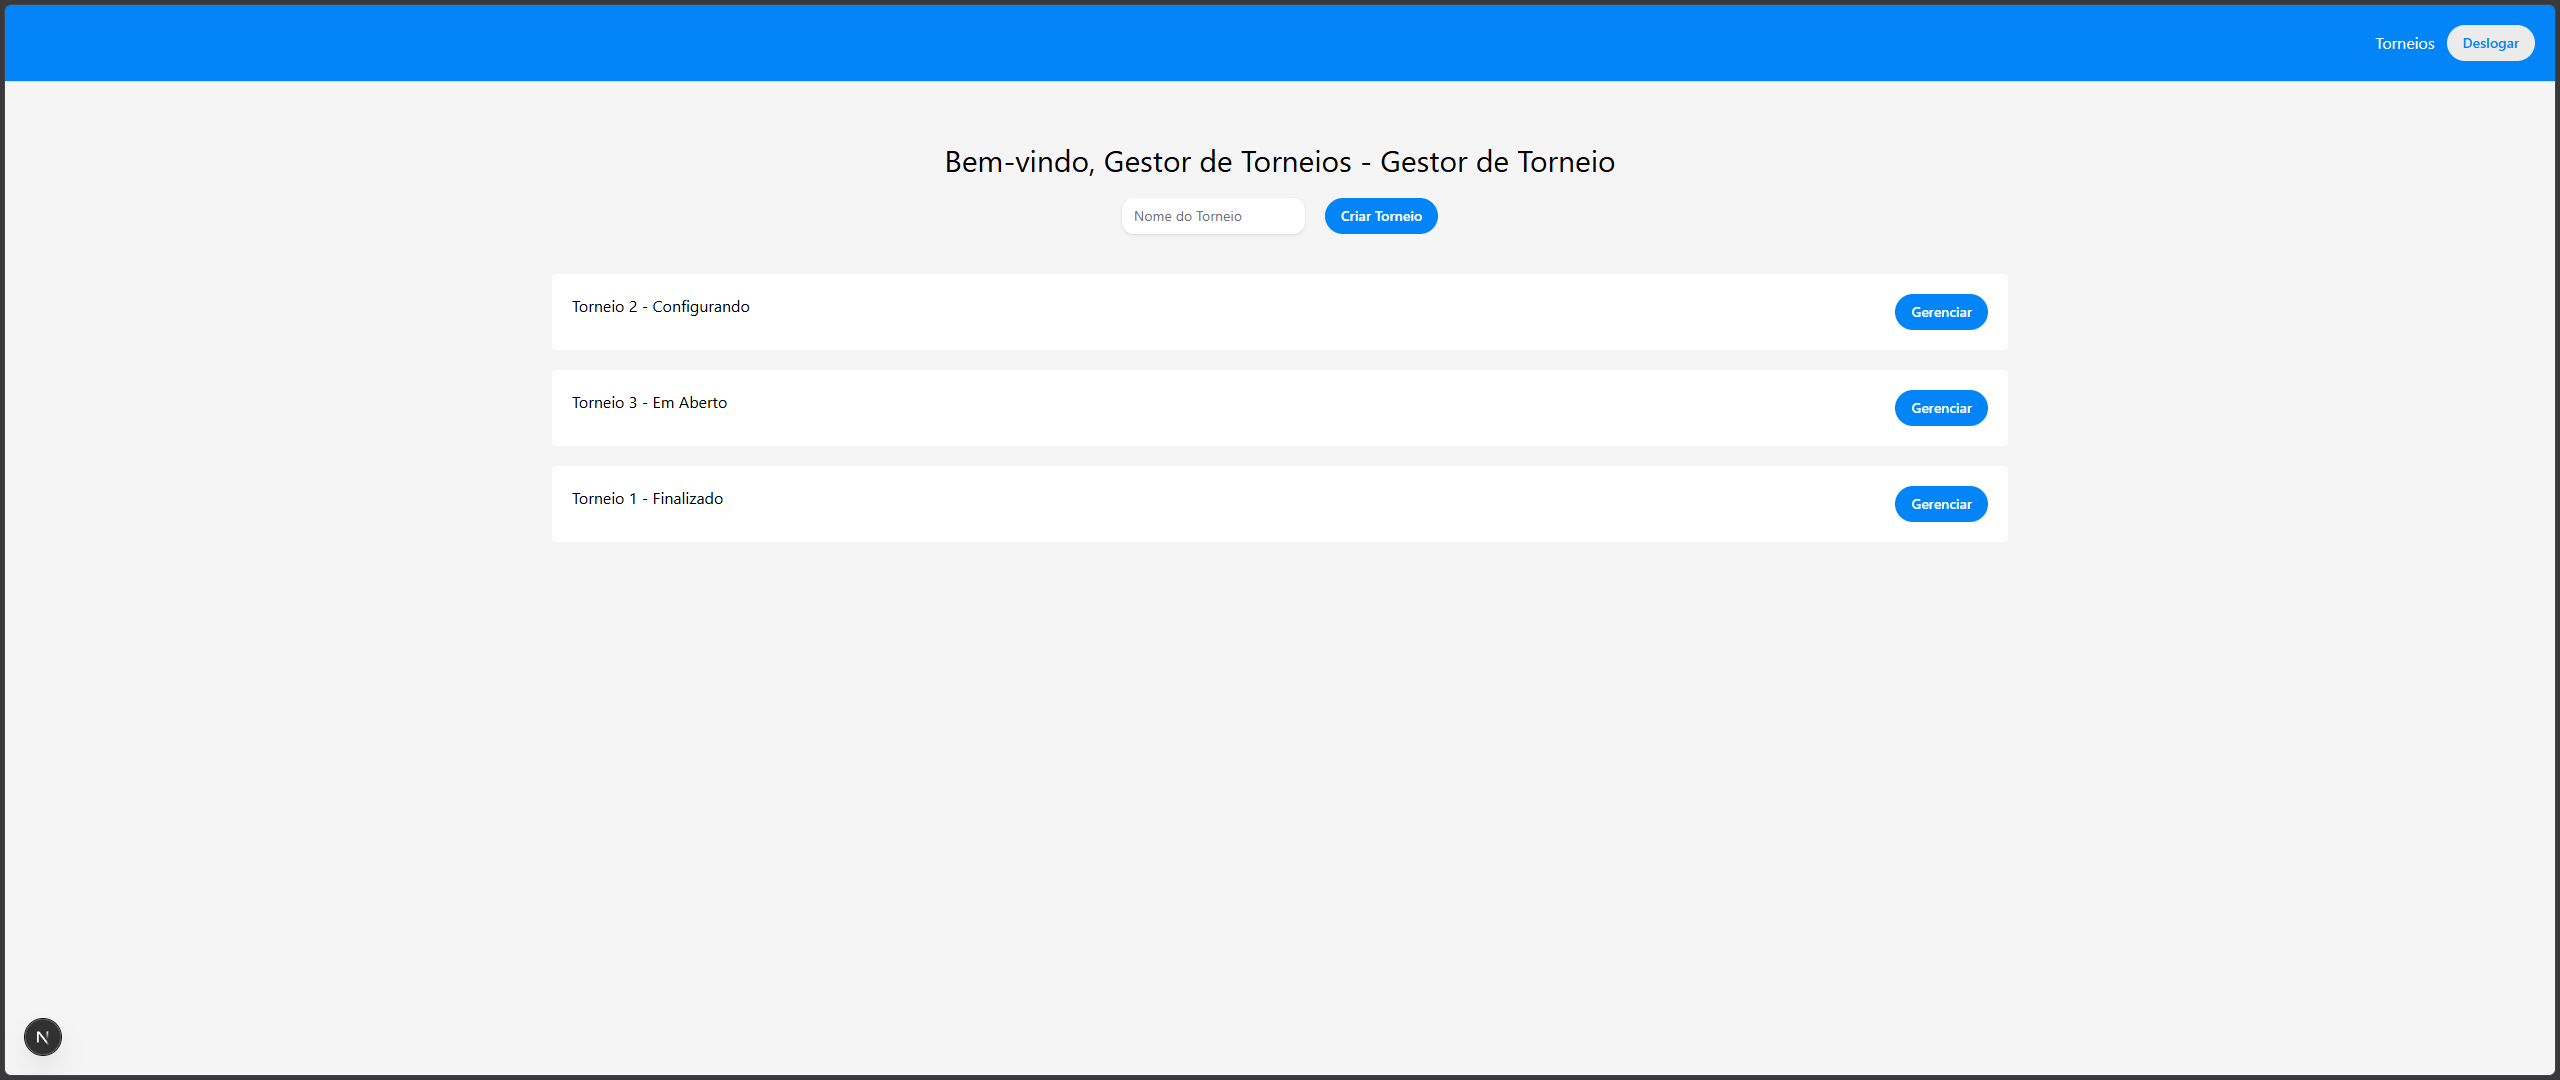 Torneios Deslogar
Bem-vindo, Gestor de Torneios - Gestor de Torneio
Nome do Torneio Criar Torneio
Torneio 2 - Configurando Gerenciar
Torneio 3 - Em Aberto Gerenciar
Torneio 1 - Finalizado Gerenciar
N